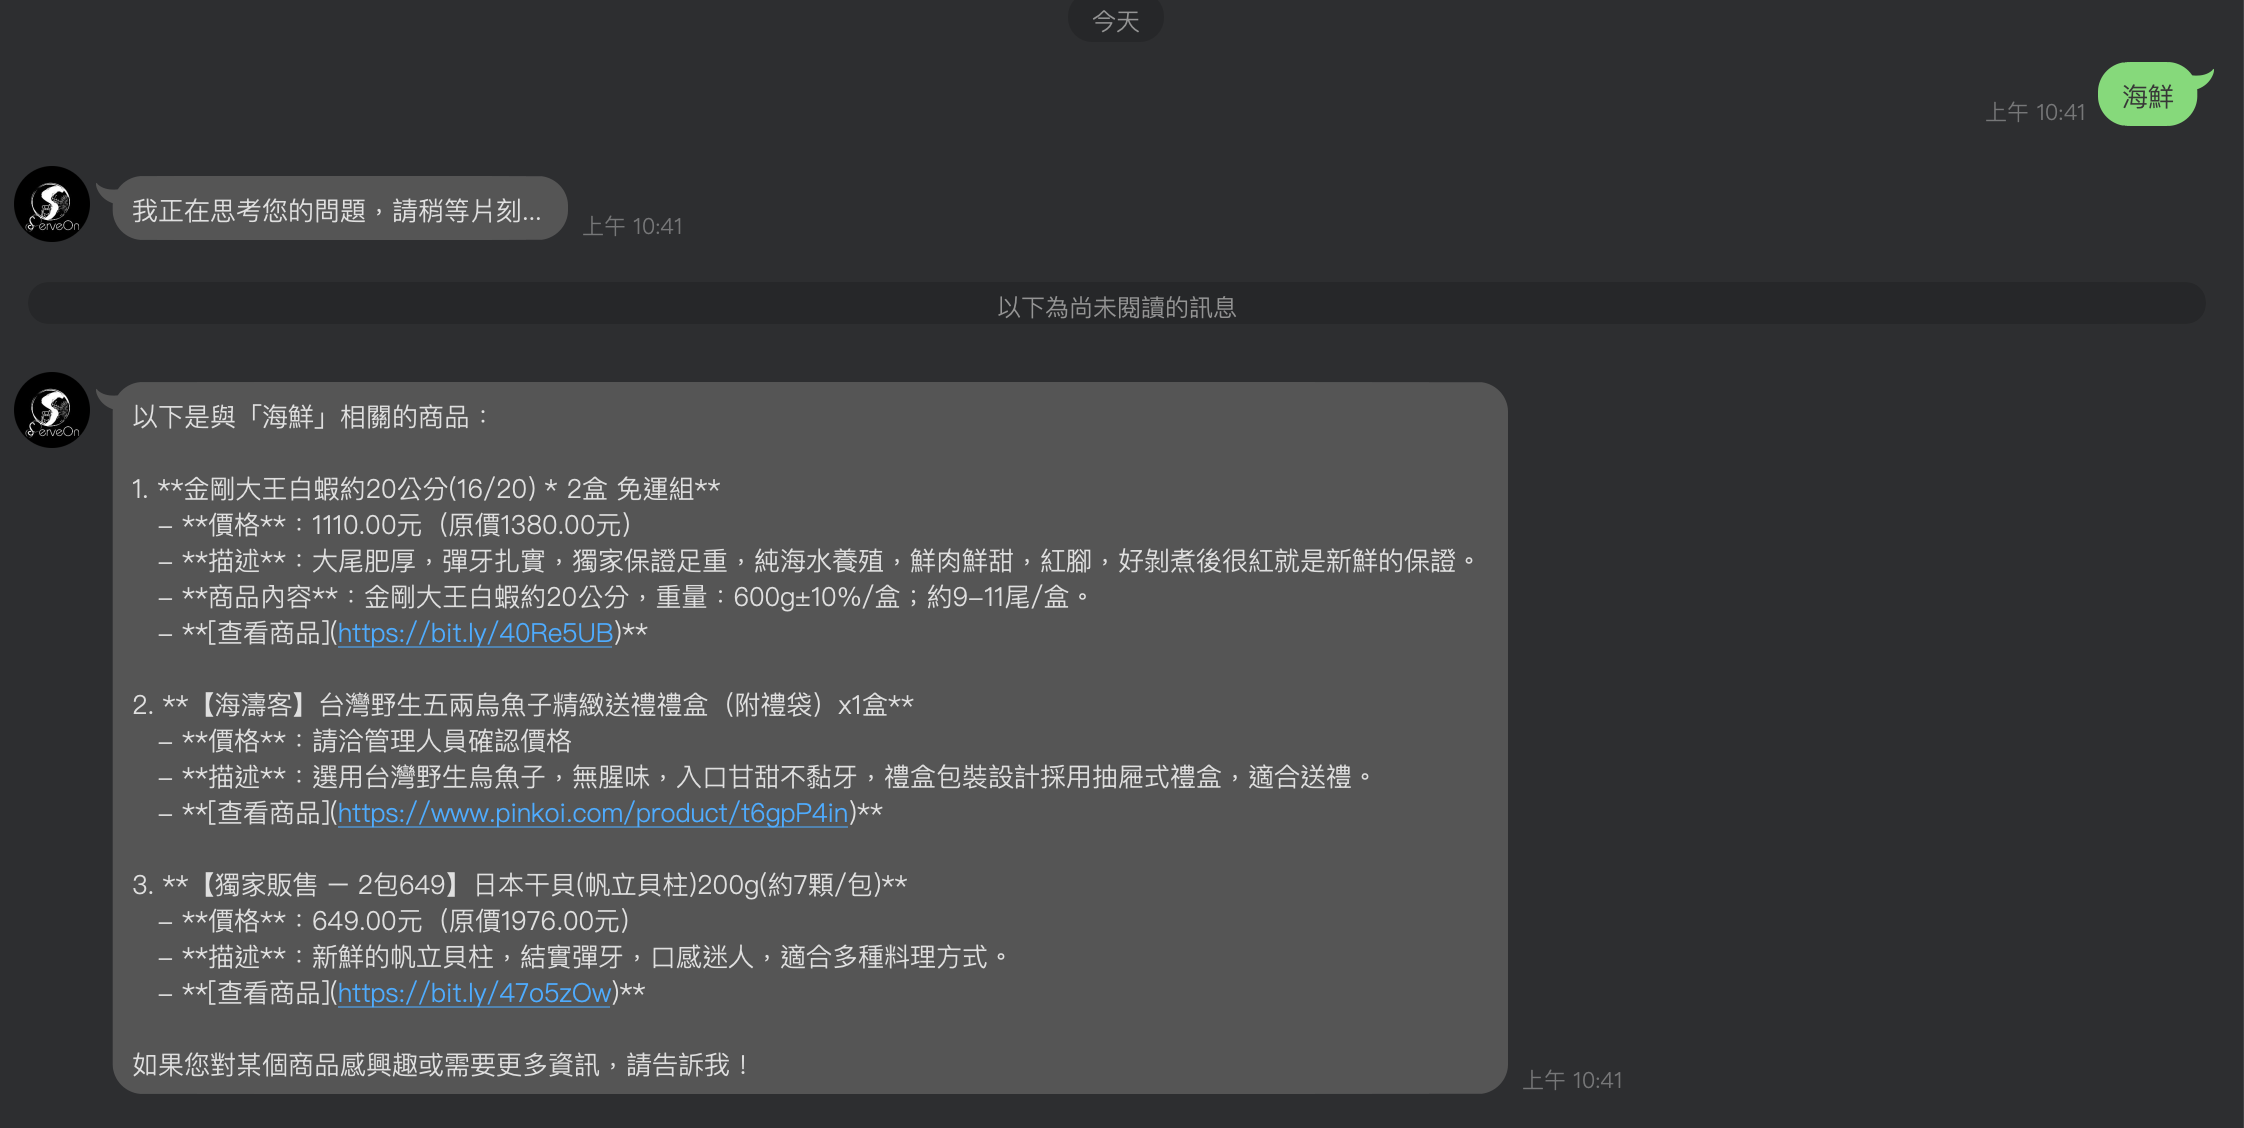 今天
海鮮
上午 10:41
我正在思考您的問題，請稍等片刻...
上午 10:41
以下為尚未閱讀的訊息
以下是與「海鮮」相關的商品：
1. **金剛大王白蝦約20公分(16/20) * 2盒 免運組**
- **價格**：1110.00元（原價1380.00元）
- **描述**：大尾肥厚，彈牙扎實，獨家保證足重，純海水養殖，鮮肉鮮甜，紅腳，好剝煮後很紅就是新鮮的保證。
- **商品內容**：金剛大王白蝦約20公分，重量：600g±10%/盒；約9-11尾/盒。
- **[查看商品](https://bit.ly/40Re5UB)**
2. **【海濤客】台灣野生五兩烏魚子精緻送禮禮盒（附禮袋）x1盒**
- **價格**：請洽管理人員確認價格
- **描述**：選用台灣野生烏魚子，無腥味，入口甘甜不黏牙，禮盒包裝設計採用抽屜式禮盒，適合送禮。
- **[查看商品](https://www.pinkoi.com/product/t6gpP4in)**
3. **【獨家販售 － 2包649】日本干貝(帆立貝柱)200g(約7顆/包)**
- **價格**：649.00元（原價1976.00元）
- **描述**：新鮮的帆立貝柱，結實彈牙，口感迷人，適合多種料理方式。
- **[查看商品](https://bit.ly/47o5zOw)**
如果您對某個商品感興趣或需要更多資訊，請告訴我！
上午 10:41
ServeOn
ServeOn